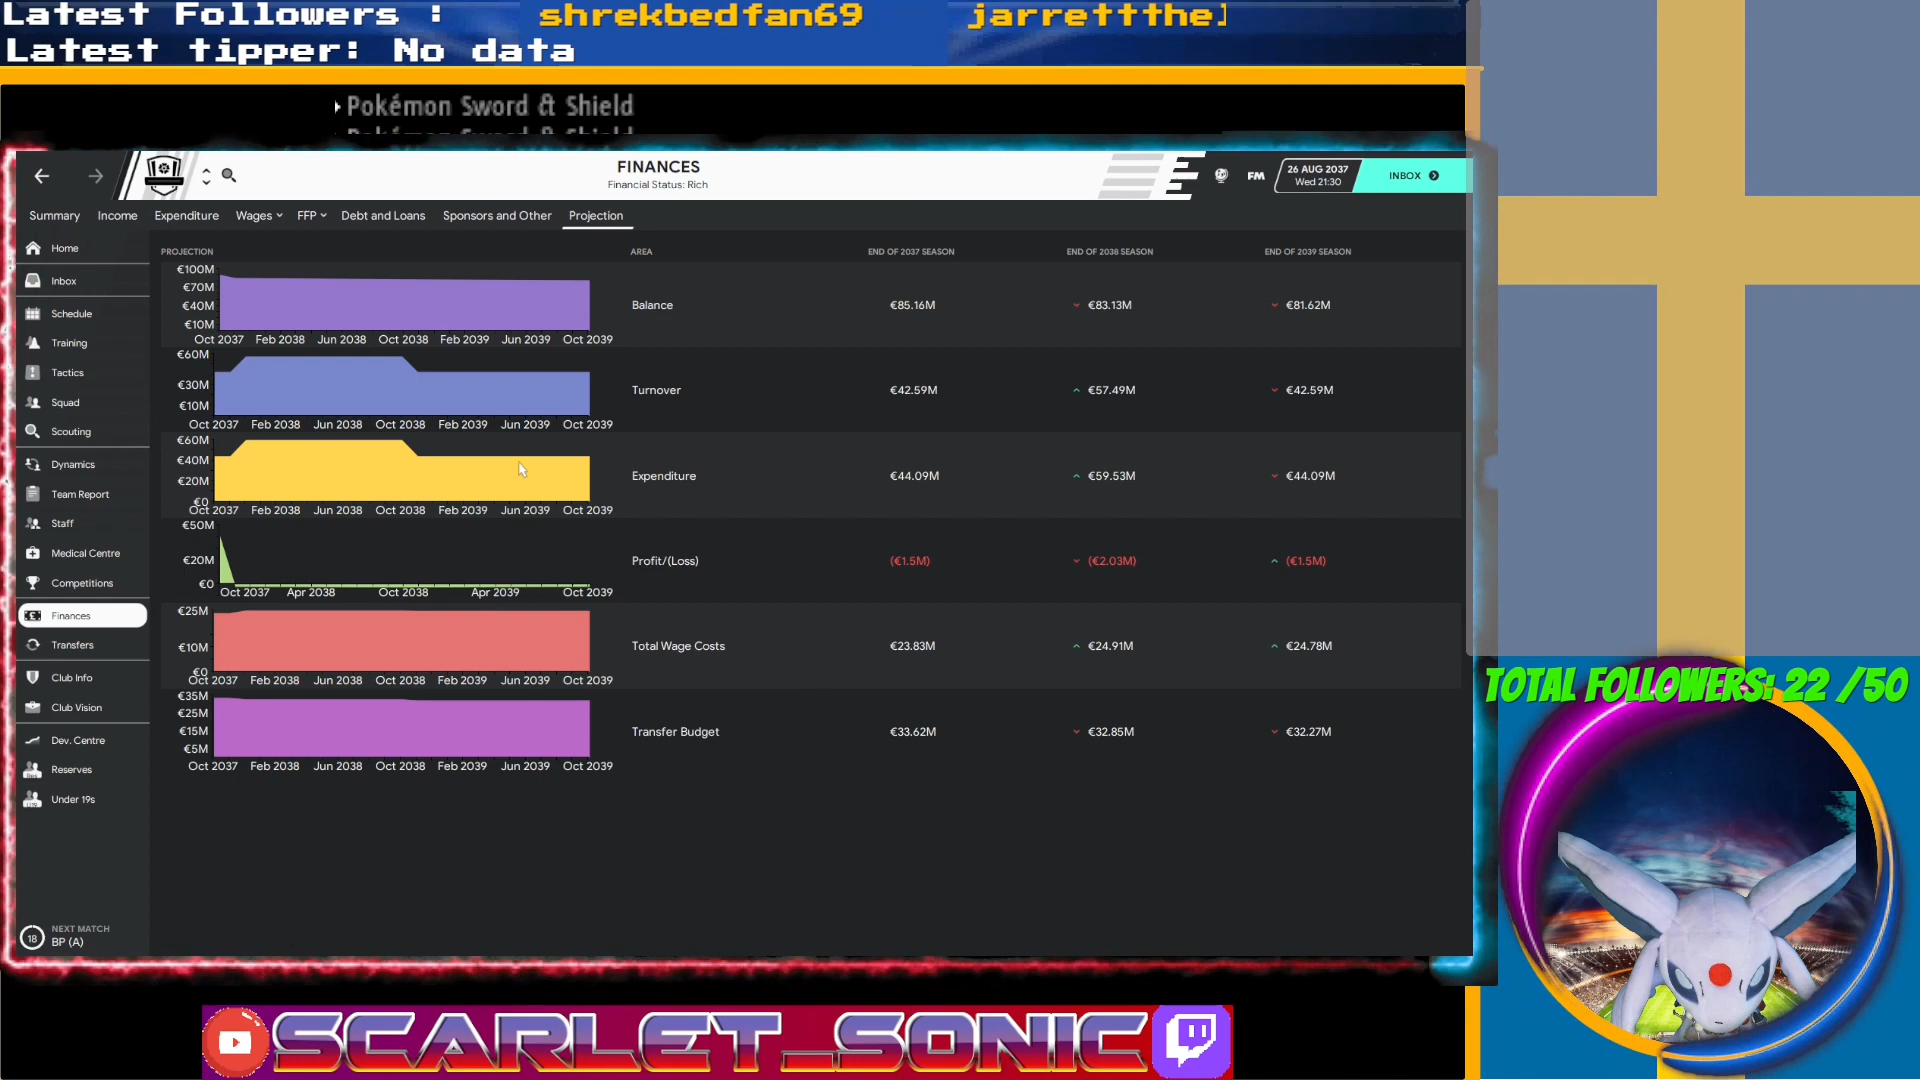 Latest Followers :   shrekbedfan69   jarrettthel
Latest tipper: No data
Pokémon Sword & Shield
Pokémon Sword & Shield
FINANCES
Financial Status: Rich
FM
26 AUG 2037
Wed 21:30
INBOX
Summary Income Expenditure Wages FFP Debt and Loans Sponsors and Other Projection
Home
Inbox
Schedule
Training
Tactics
Squad
Scouting
Dynamics
Team Report
Staff
Medical Centre
Competitions
Finances
Transfers
Club Info
Club Vision
Dev. Centre
Reserves
Under 19s
18
NEXT MATCH
BP (A)
PROJECTION AREA END OF 2037 SEASON END OF 2038 SEASON END OF 2039 SEASON
€100M
€70M
€40M
€10M
Oct 2037 Feb 2038 Jun 2038 Oct 2038 Feb 2039 Jun 2039 Oct 2039
Balance €85.16M €83.13M €81.62M
€60M
€30M
€10M
Oct 2037 Feb 2038 Jun 2038 Oct 2038 Feb 2039 Jun 2039 Oct 2039
Turnover €42.59M €57.49M €42.59M
€60M
€40M
€20M
€0
Oct 2037 Feb 2038 Jun 2038 Oct 2038 Feb 2039 Jun 2039 Oct 2039
Expenditure €44.09M €59.53M €44.09M
€50M
€20M
€0
Oct 2037 Apr 2038 Oct 2038 Apr 2039 Oct 2039
Profit/(Loss) (€1.5M) (€2.03M) (€1.5M)
€25M
€10M
€0
Oct 2037 Feb 2038 Jun 2038 Oct 2038 Feb 2039 Jun 2039 Oct 2039
Total Wage Costs €23.83M €24.91M €24.78M
€35M
€25M
€15M
€5M
Oct 2037 Feb 2038 Jun 2038 Oct 2038 Feb 2039 Jun 2039 Oct 2039
Transfer Budget €33.62M €32.85M €32.27M
TOTAL FOLLOWERS: 22 /50
SCARLET_SONIC